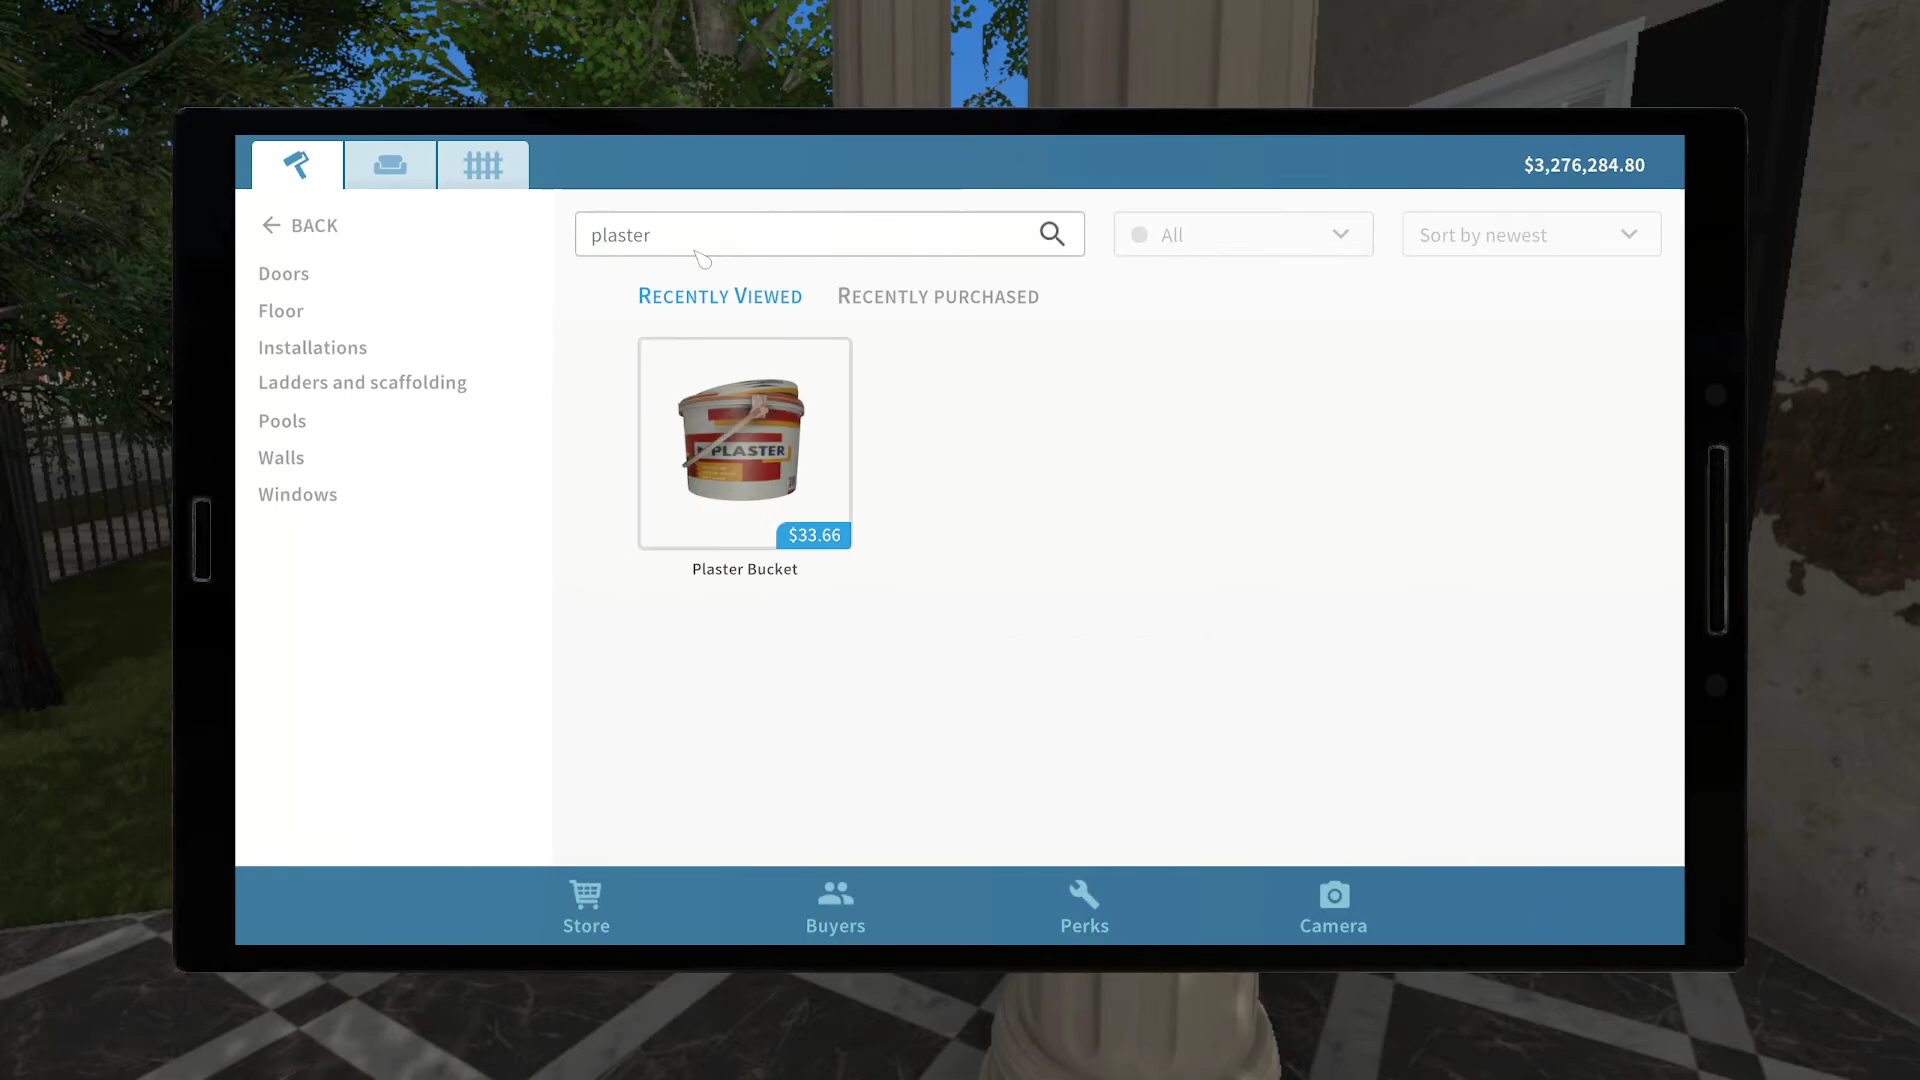 $3,276,284.80
BACK
plaster
All
Sort by newest
Doors
Floor
Installations
Ladders and scaffolding
Pools
Walls
Windows
RECENTLY VIEWED
RECENTLY PURCHASED
PLASTER
$33.66
Plaster Bucket
Store
Buyers
Perks
Camera